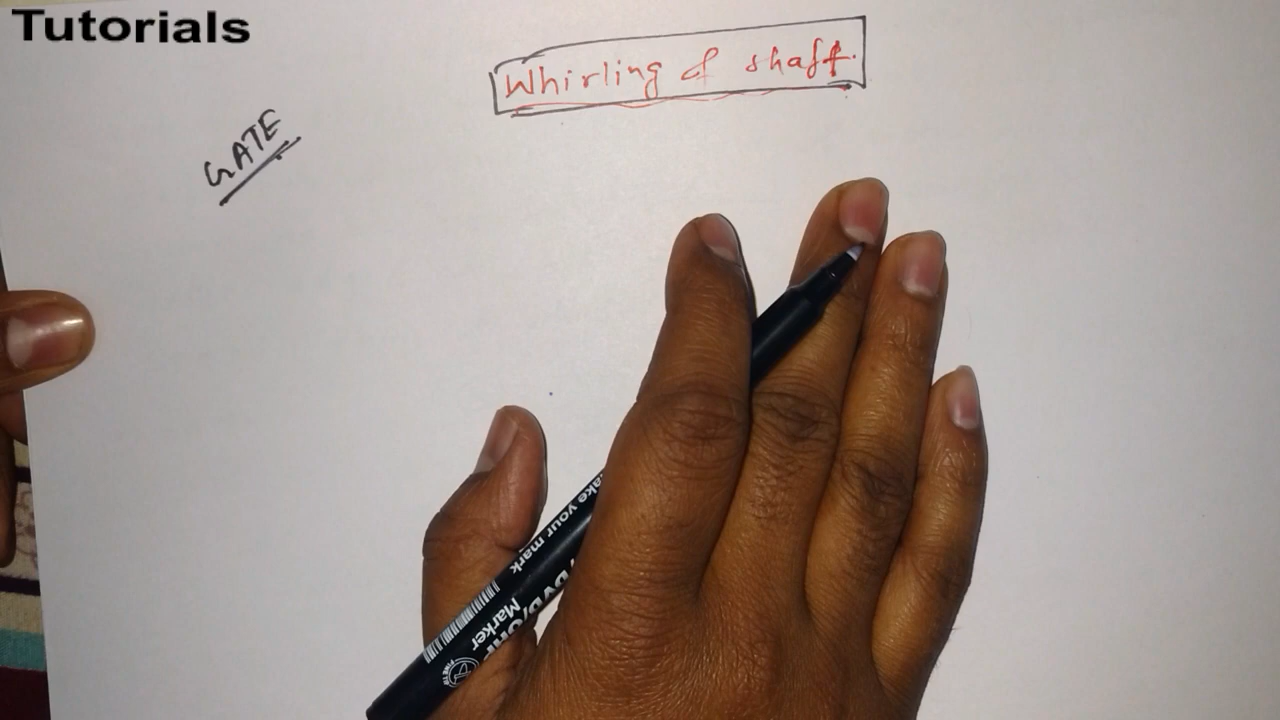 Tutorials
Whirling of shaft.
GATE
make your mark
Marker